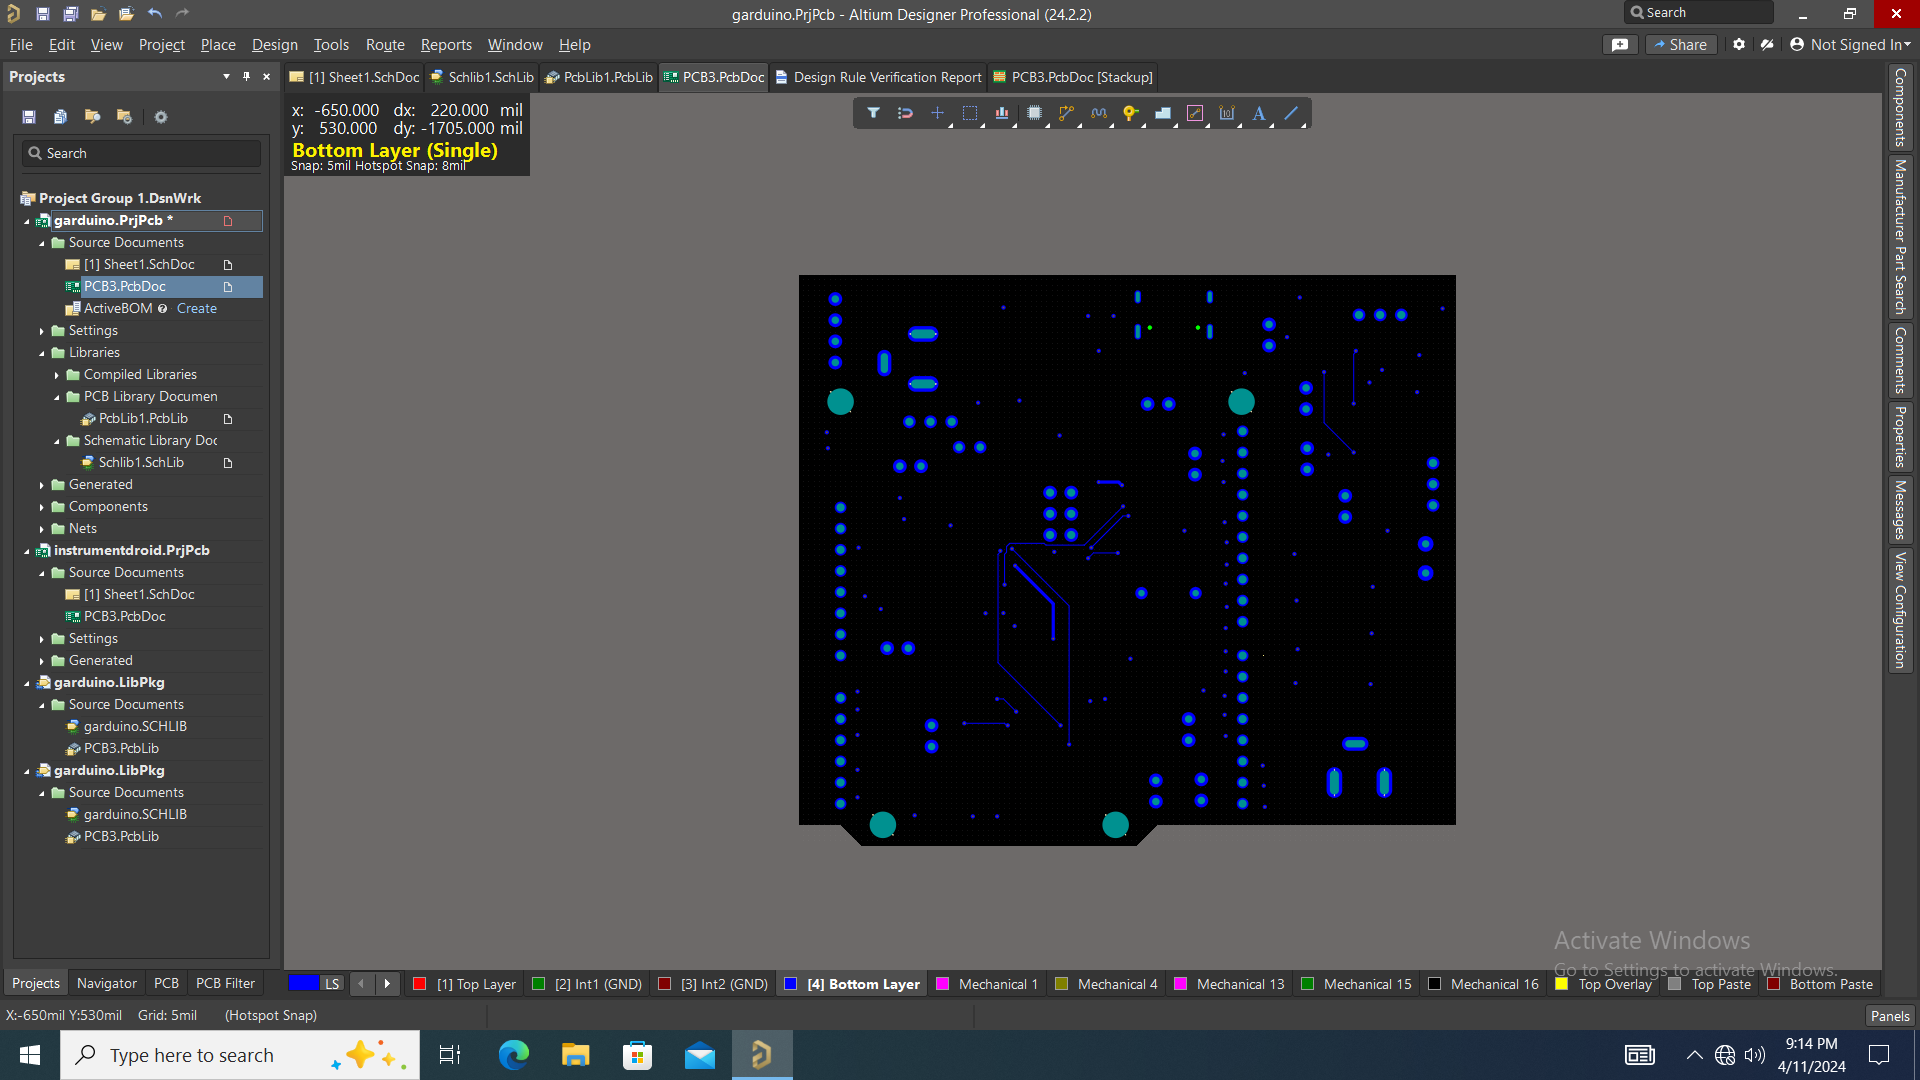 garduino.PrjPcb - Altium Designer Professional (24.2.2)
Search
File Edit View Project Place Design Tools Route Reports Window Help
Share
Not Signed In
Projects
[1] Sheet1.SchDoc
Schlib1.SchLib
PcbLib1.PcbLib
PCB3.PcbDoc
Design Rule Verification Report
PCB3.PcbDoc [Stackup]
x: -650.000 dx: 220.000 mil
y: 530.000 dy: -1705.000 mil
Bottom Layer (Single)
Snap: 5mil Hotspot Snap: 8mil
Search
Project Group 1.DsnWrk
garduino.PrjPcb *
Source Documents
[1] Sheet1.SchDoc
PCB3.PcbDoc
ActiveBOM Create
Settings
Libraries
Compiled Libraries
PCB Library Documen
PcbLib1.PcbLib
Schematic Library Doc
Schlib1.SchLib
Generated
Components
Nets
instrumentdroid.PrjPcb
Source Documents
[1] Sheet1.SchDoc
PCB3.PcbDoc
Settings
Generated
garduino.LibPkg
Source Documents
garduino.SCHLIB
PCB3.PcbLib
garduino.LibPkg
Source Documents
garduino.SCHLIB
PCB3.PcbLib
Components
Manufacturer Part Search
Comments
Properties
Messages
View Configuration
Activate Windows
Go to Settings to activate Windows.
Projects Navigator PCB PCB Filter
LS
[1] Top Layer
[2] Int1 (GND)
[3] Int2 (GND)
[4] Bottom Layer
Mechanical 1
Mechanical 4
Mechanical 13
Mechanical 15
Mechanical 16
Top Overlay
Top Paste
Bottom Paste
X:-650mil Y:530mil Grid: 5mil (Hotspot Snap)
Panels
Type here to search
9:14 PM
4/11/2024